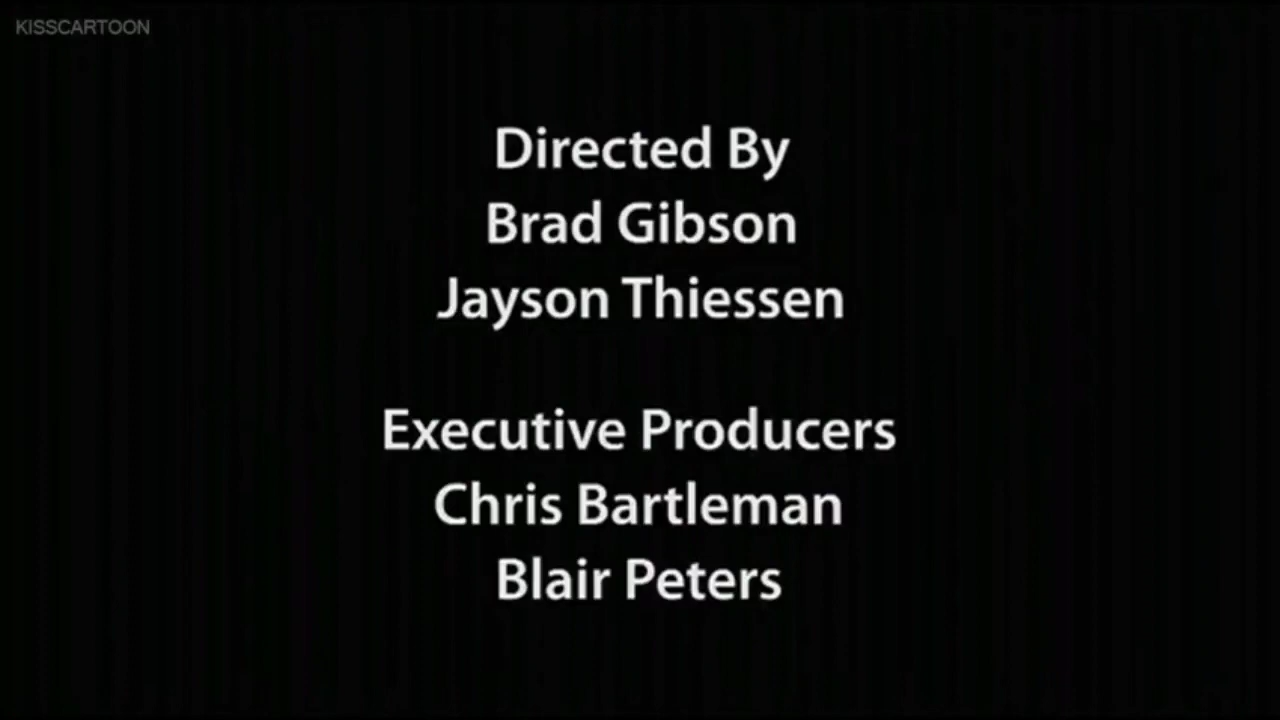 KISSCARTOON
Directed By
Brad Gibson
Jayson Thiessen
Executive Producers
Chris Bartleman
Blair Peters